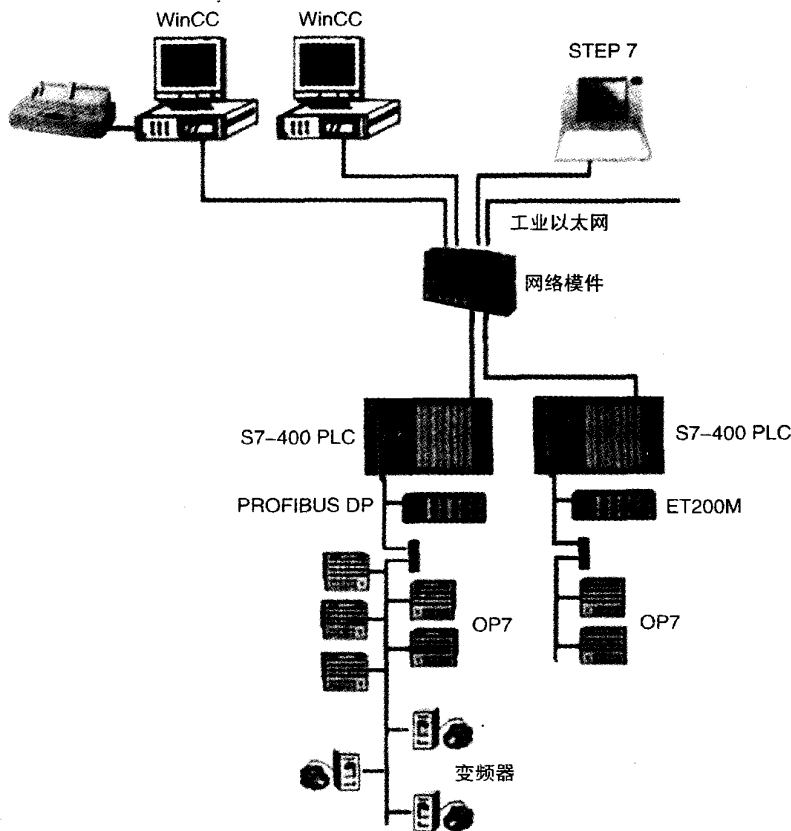 WinCC
WinCC
STEP 7
工业以太网
网络模件
S7-400 PLC
S7-400 PLC
PROFIBUS DP
ET200M
OP7
OP7
变频器